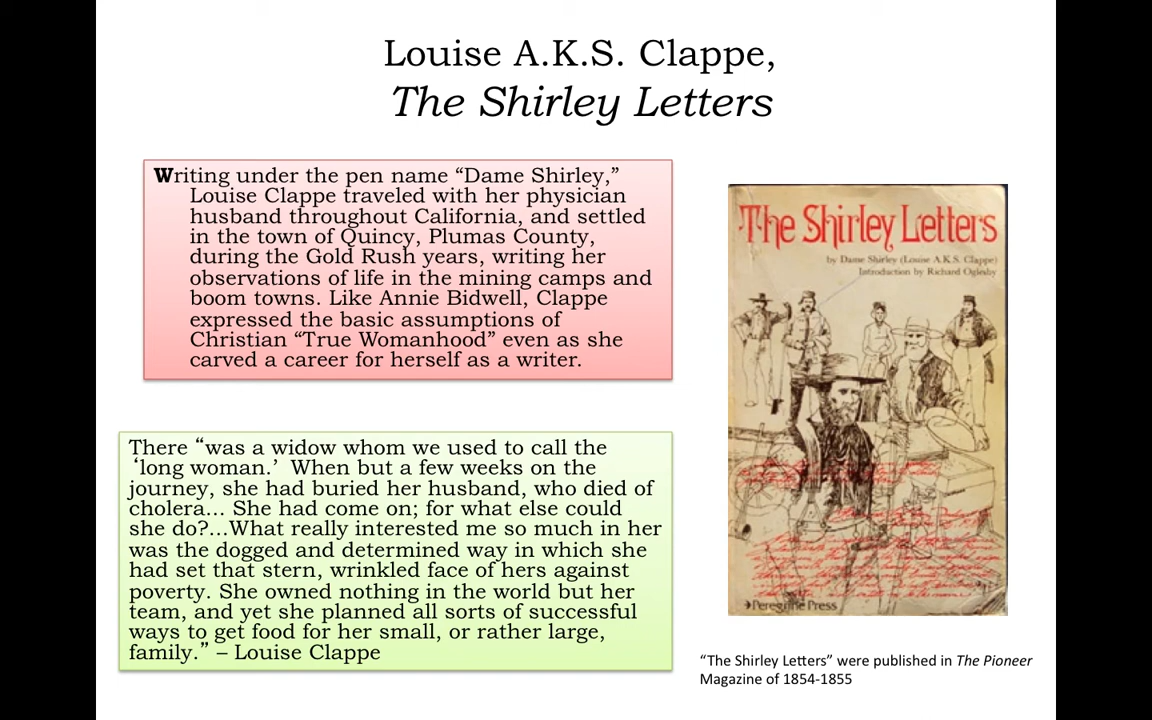 Louise A.K.S. Clappe,
The Shirley Letters
Writing under the pen name “Dame Shirley,”
Louise Clappe traveled with her physician
husband throughout California, and settled
in the town of Quincy, Plumas County,
during the Gold Rush years, writing her
observations of life in the mining camps and
boom towns. Like Annie Bidwell, Clappe
expressed the basic assumptions of
Christian “True Womanhood” even as she
carved a career for herself as a writer.
There “was a widow whom we used to call the
‘long woman.’ When but a few weeks on the
journey, she had buried her husband, who died of
cholera... She had come on; for what else could
she do?...What really interested me so much in her
was the dogged and determined way in which she
had set that stern, wrinkled face of hers against
poverty. She owned nothing in the world but her
team, and yet she planned all sorts of successful
ways to get food for her small, or rather large,
family.” – Louise Clappe
The Shirley Letters
by Dame Shirley (Louise A.K.S. Clappe)
Introduction by Richard Oglesby
Peregrine Press
“The Shirley Letters” were published in The Pioneer
Magazine of 1854-1855